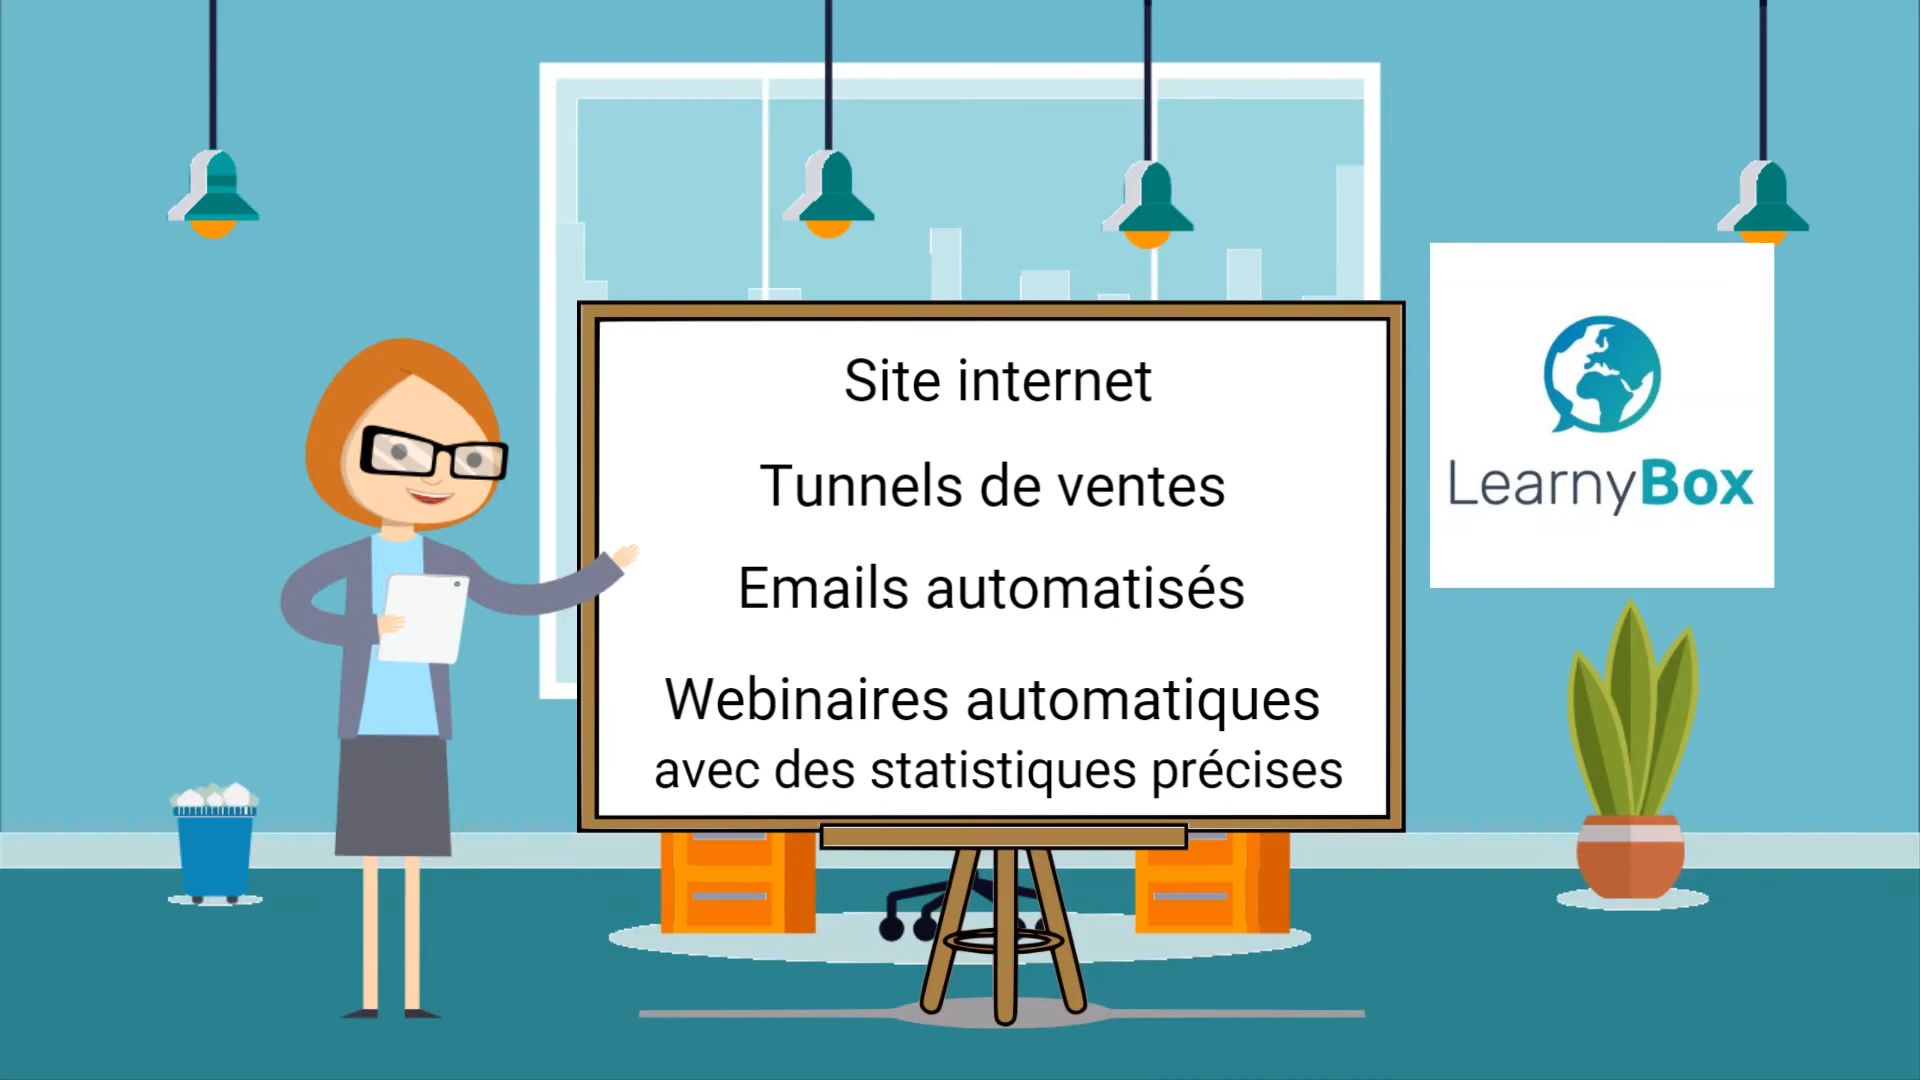 Site internet
Tunnels de ventes
Emails automatisés
Webinaires automatiques
avec des statistiques précises
LearnyBox